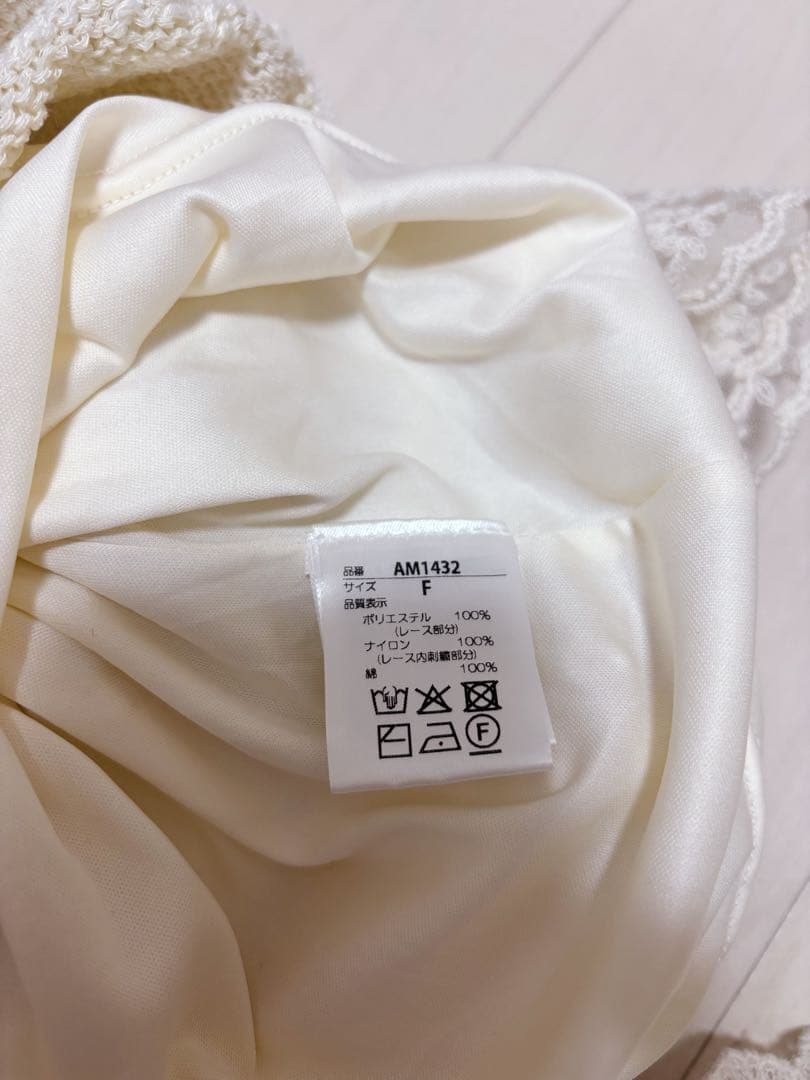 品番 AM1432
サイズ F
品質表示
ポリエステル 100%
(レース部分)
ナイロン 100%
(レース内刺繍部分)
綿 100%
F